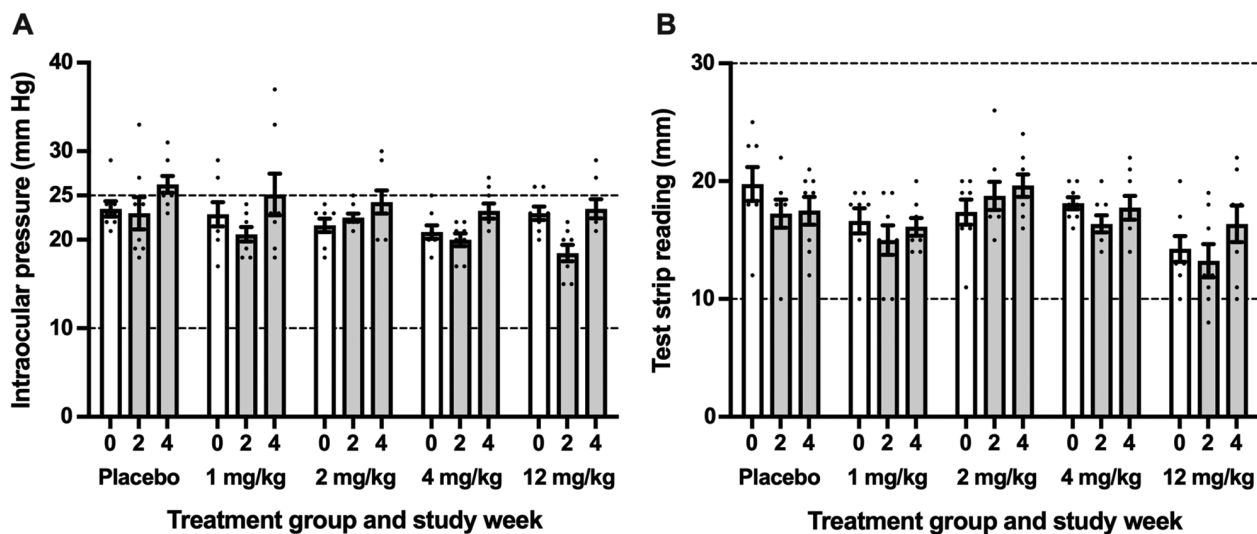 A
Intraocular pressure (mm Hg)
40
30
25
20
10
0
0 2 4 0 2 4 0 2 4 0 2 4 0 2 4
Placebo 1 mg/kg 2 mg/kg 4 mg/kg 12 mg/kg
Treatment group and study week
B
Test strip reading (mm)
30
20
10
0
0 2 4 0 2 4 0 2 4 0 2 4 0 2 4
Placebo 1 mg/kg 2 mg/kg 4 mg/kg 12 mg/kg
Treatment group and study week